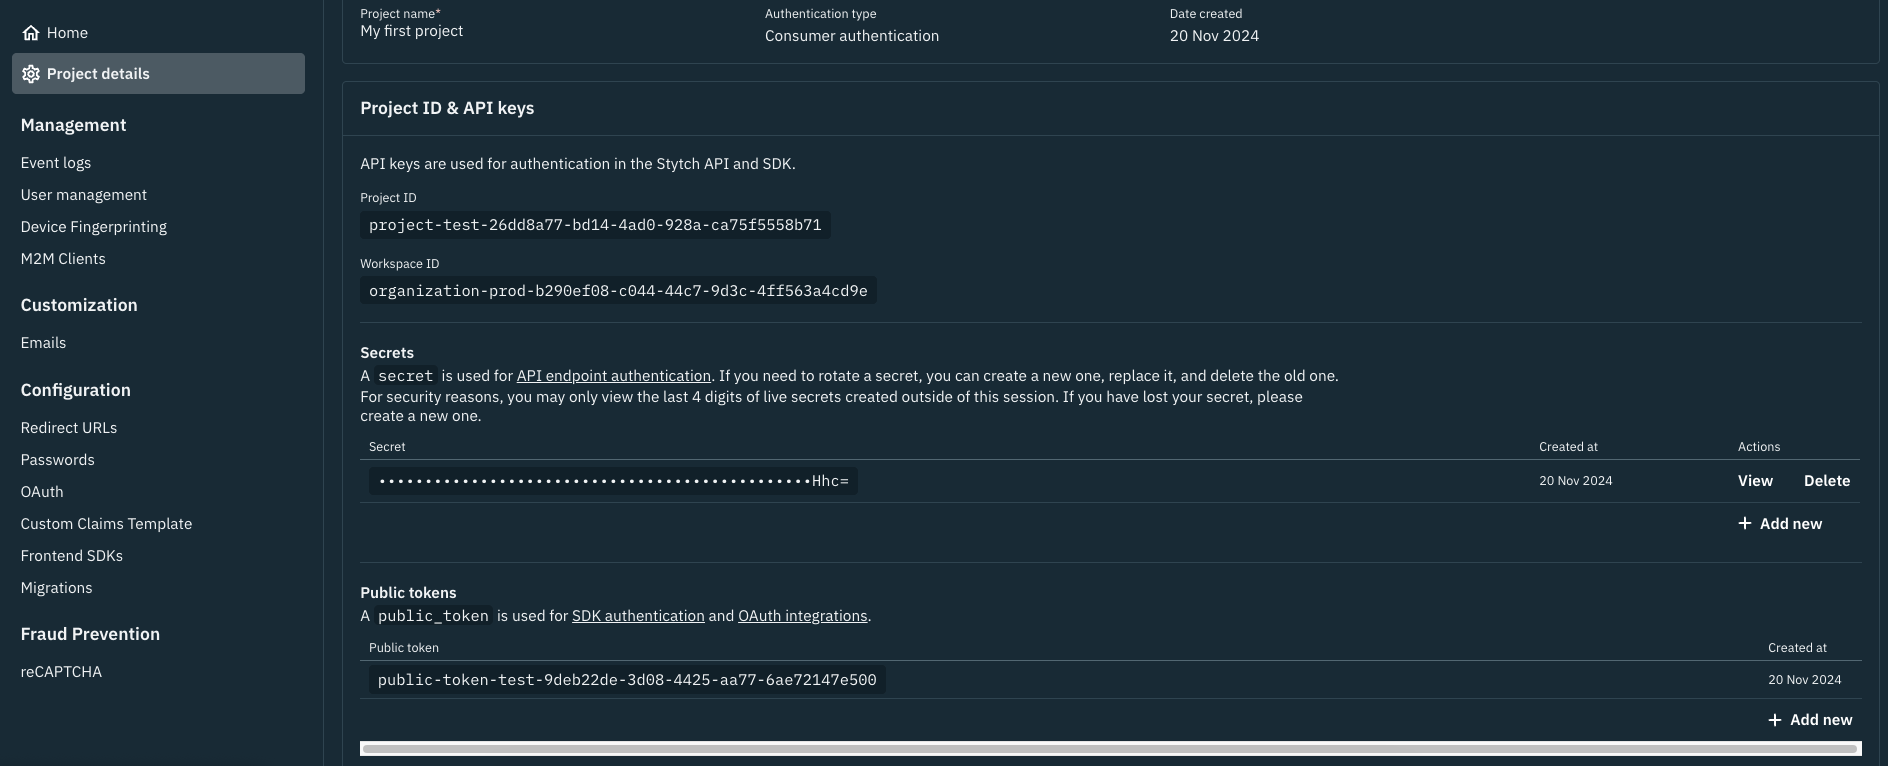 Home
Project details
Management
Event logs
User management
Device Fingerprinting
M2M Clients
Customization
Emails
Configuration
Redirect URLs
Passwords
OAuth
Custom Claims Template
Frontend SDKs
Migrations
Fraud Prevention
reCAPTCHA
Project name* Authentication type Date created
My first project Consumer authentication 20 Nov 2024
Project ID & API keys
API keys are used for authentication in the Stytch API and SDK.
Project ID
project-test-26dd8a77-bd14-4ad0-928a-ca75f5558b71
Workspace ID
organization-prod-b290ef08-c044-44c7-9d3c-4ff563a4cd9e
Secrets
A secret is used for API endpoint authentication. If you need to rotate a secret, you can create a new one, replace it, and delete the old one.
For security reasons, you may only view the last 4 digits of live secrets created outside of this session. If you have lost your secret, please
create a new one.
Secret Created at Actions
•••••••••••••••••••••••••••••••••••••••••••••••Hhc= 20 Nov 2024 View Delete
+ Add new
Public tokens
A public_token is used for SDK authentication and OAuth integrations.
Public token Created at
public-token-test-9deb22de-3d08-4425-aa77-6ae72147e500 20 Nov 2024
+ Add new